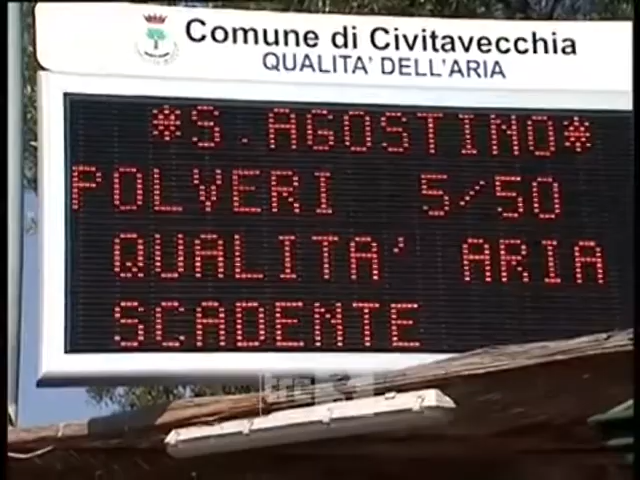 Comune di Civitavecchia
QUALITA' DELL'ARIA
*S.AGOSTINO*
POLVERI 5/50
QUALITA' ARIA
SCADENTE